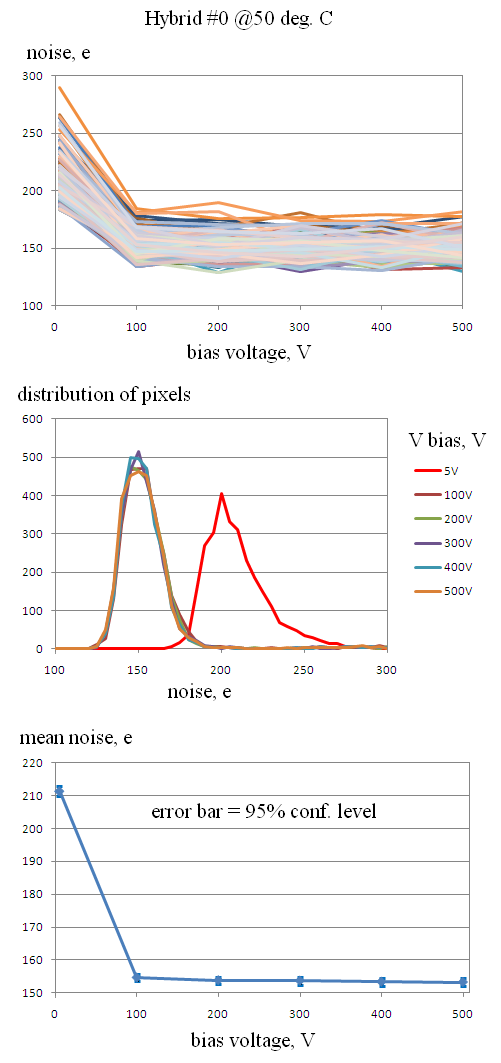 Hybrid #0 @50 deg. C
noise, e
300
250
200
150
100
0 100 200 300 400 500
bias voltage, V
distribution of pixels
600
500
400
300
200
100
0
100 150 200 250 300
noise, e
V bias, V
5V
100V
200V
300V
400V
500V
mean noise, e
220
210
200
190
180
170
160
150
error bar = 95% conf. level
0 100 200 300 400 500
bias voltage, V